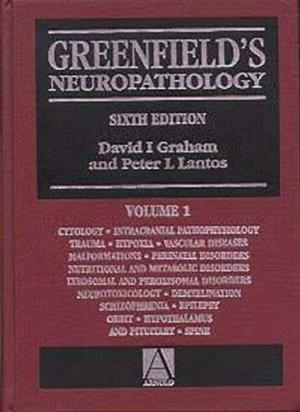 GREENFIELD'S
NEUROPATHOLOGY
SIXTH EDITION
David I Graham
and Peter L Lantos
VOLUME 1
CYTOLOGY • INTRACRANIAL PATHOPHYSIOLOGY
TRAUMA • HYPOXIA • VASCULAR DISEASES
MALFORMATIONS • PERINATAL DISORDERS
NUTRITIONAL AND METABOLIC DISORDERS
LYSOSOMAL AND PEROXISOMAL DISORDERS
NEUROTOXICOLOGY • DEMYELINATION
SCHIZOPHRENIA • EPILEPSY
ORBIT • HYPOTHALAMUS
AND PITUITARY • SPINE
A
ARNOLD